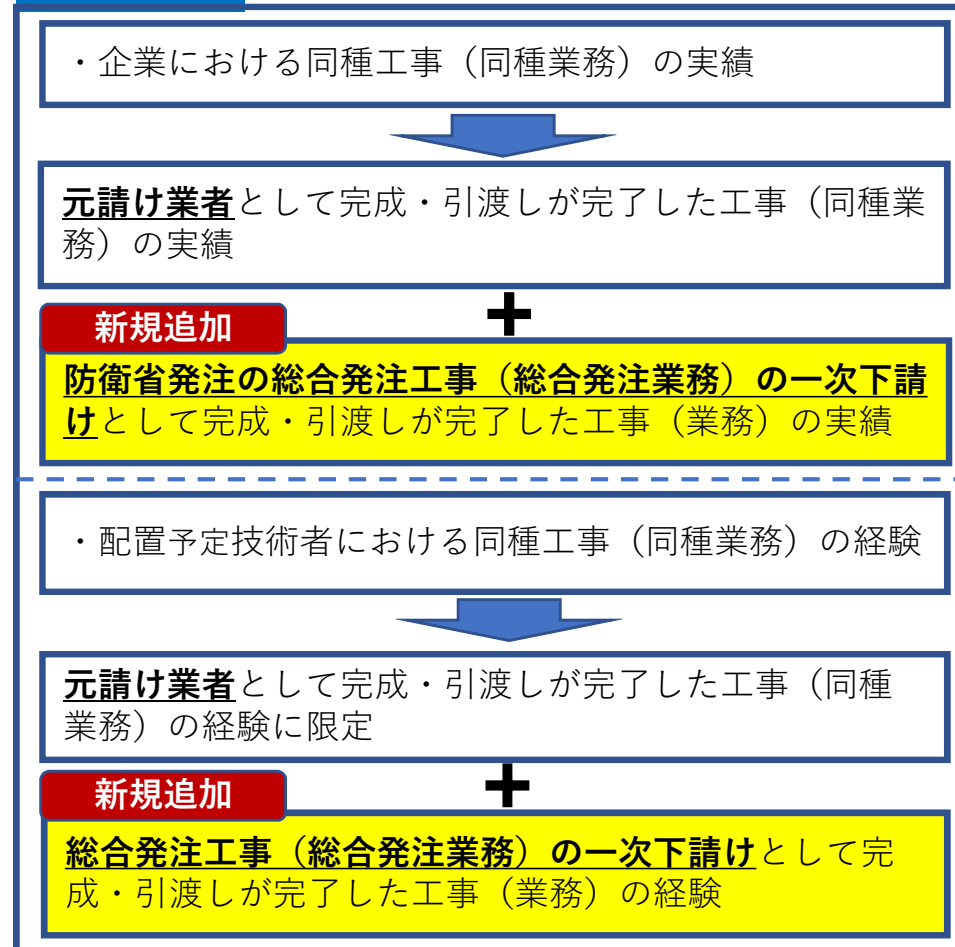 ・企業における同種工事（同種業務）の実績
元請け業者として完成・引渡しが完了した工事（同種業
務）の実績
+
新規追加
防衛省発注の総合発注工事（総合発注業務）の一次下請
けとして完成・引渡しが完了した工事（業務）の実績
・配置予定技術者における同種工事（同種業務）の経験
元請け業者として完成・引渡しが完了した工事（同種
業務）の経験に限定
+
新規追加
総合発注工事（総合発注業務）の一次下請けとして完
成・引渡しが完了した工事（業務）の経験